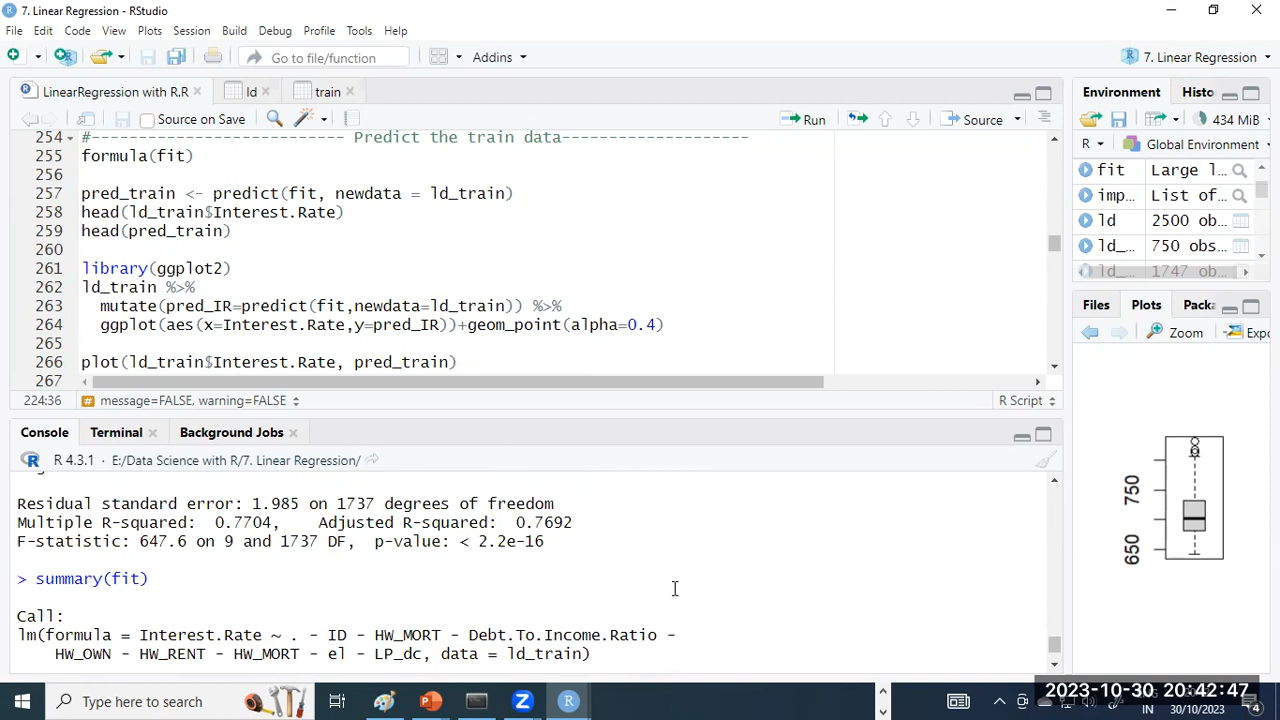 7. Linear Regression - RStudio
File Edit Code View Plots Session Build Debug Profile Tools Help
Go to file/function Addins 7. Linear Regression
LinearRegression with R.R ld train
Source on Save Run Source
254 #-------------------------- Predict the train data-------------------
255 formula(fit)
256
257 pred_train <- predict(fit, newdata = ld_train)
258 head(ld_train$Interest.Rate)
259 head(pred_train)
260
261 library(ggplot2)
262 ld_train %>%
263 mutate(pred_IR=predict(fit,newdata=ld_train)) %>%
264 ggplot(aes(x=Interest.Rate,y=pred_IR))+geom_point(alpha=0.4)
265
266 plot(ld_train$Interest.Rate, pred_train)
267
224:36 # message=FALSE, warning=FALSE R Script
Console Terminal Background Jobs
R 4.3.1 · E:/Data Science with R/7. Linear Regression/
Residual standard error: 1.985 on 1737 degrees of freedom
Multiple R-squared: 0.7704, Adjusted R-squared: 0.7692
F-statistic: 647.6 on 9 and 1737 DF, p-value: < 2.2e-16
> summary(fit)
Call:
lm(formula = Interest.Rate ~ . - ID - HW_MORT - Debt.To.Income.Ratio -
HW_OWN - HW_RENT - HW_MORT - el - LP_dc, data = ld_train)
Environment Histo
434 MiB
R Global Environment
fit Large l...
imp... List of...
ld 2500 ob...
ld_... 750 obs...
ld_... 1747 ob...
Files Plots Packa
Zoom Expo
750
650
Type here to search
2023-10-30 20:42:47
IN 30/10/2023 4